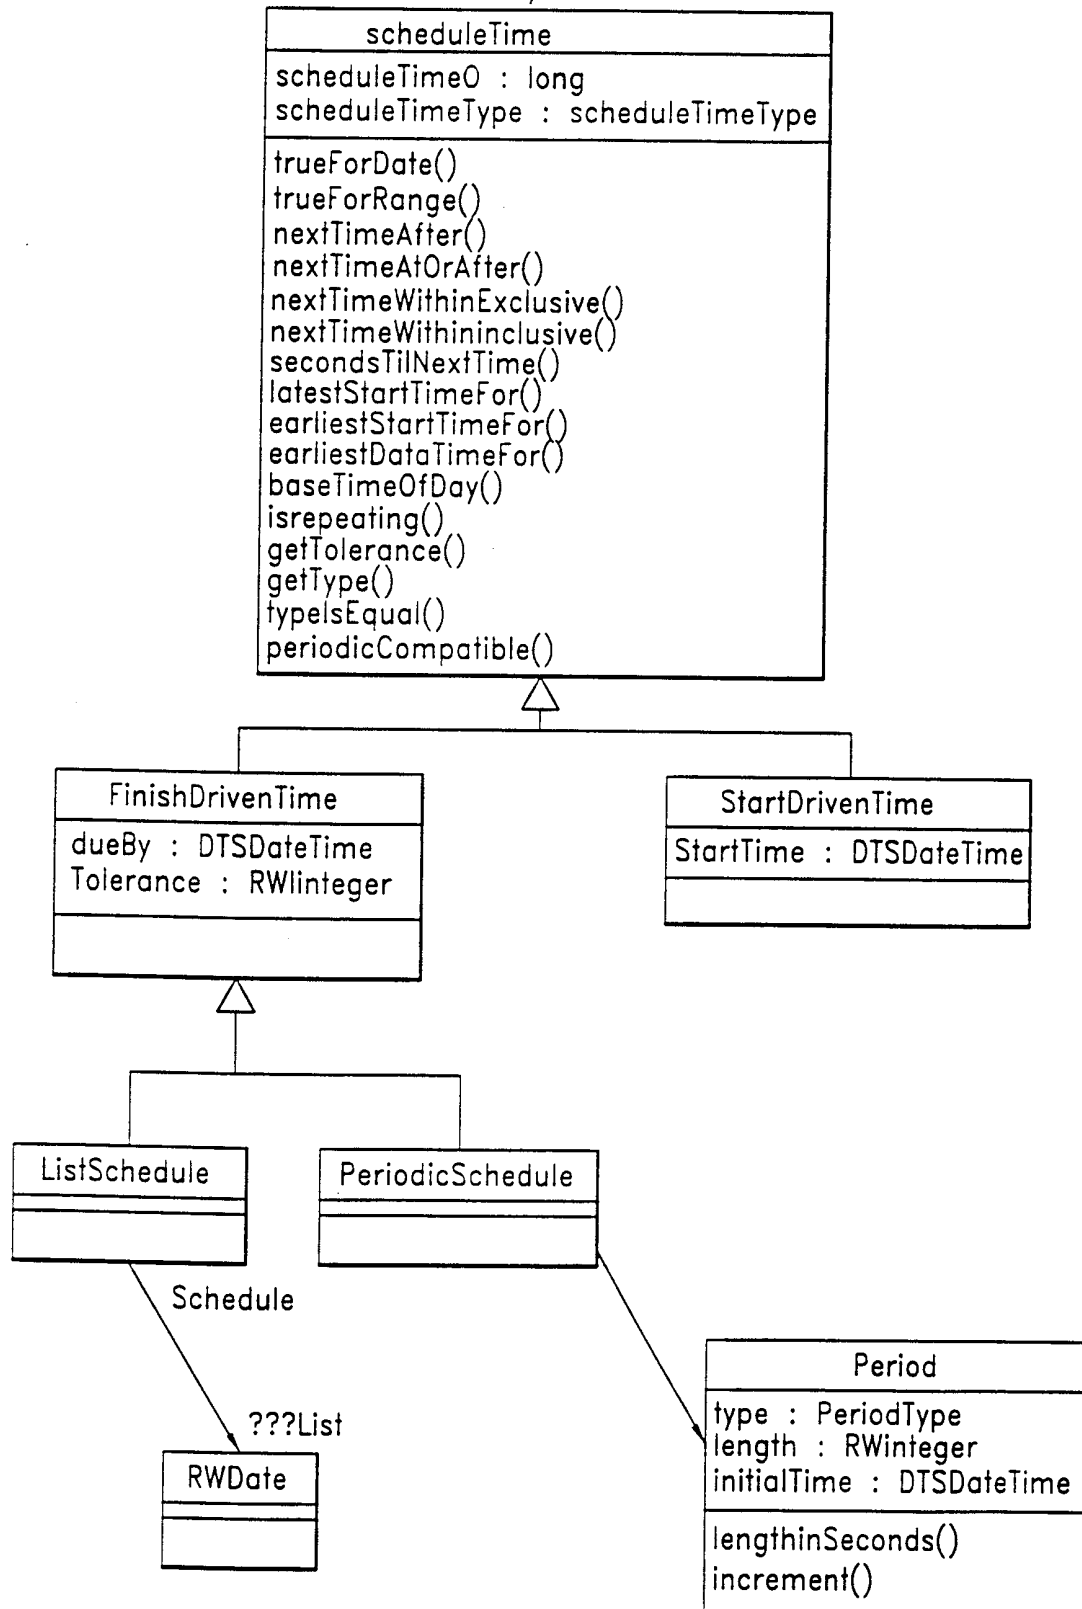 scheduleTime
scheduleTimeO : long
scheduleTimeType : scheduleTimeType
trueForDate()
trueForRange()
nextTimeAfter()
nextTimeAtOrAfter()
nextTimeWithinExclusive()
nextTimeWithininclusive()
secondsTilNextTime()
latestStartTimeFor()
earliestStartTimeFor()
earliestDataTimeFor()
baseTimeOfDay()
isrepeating()
getTolerance()
getType()
typeIsEqual()
periodicCompatible()
FinishDrivenTime
dueBy : DTSDateTime
Tolerance : RWIinteger
StartDrivenTime
StartTime : DTSDateTime
ListSchedule
PeriodicSchedule
Schedule
???List
RWDate
Period
type : PeriodType
length : RWinteger
initialTime : DTSDateTime
lengthinSeconds()
increment()